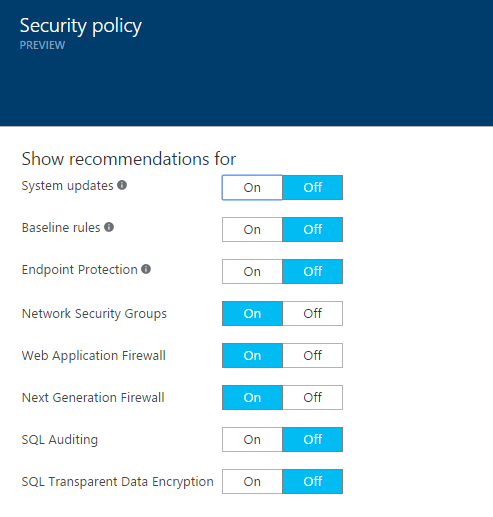 Security policy
PREVIEW
Show recommendations for
System updates On Off
Baseline rules On Off
Endpoint Protection On Off
Network Security Groups On Off
Web Application Firewall On Off
Next Generation Firewall On Off
SQL Auditing On Off
SQL Transparent Data Encryption On Off